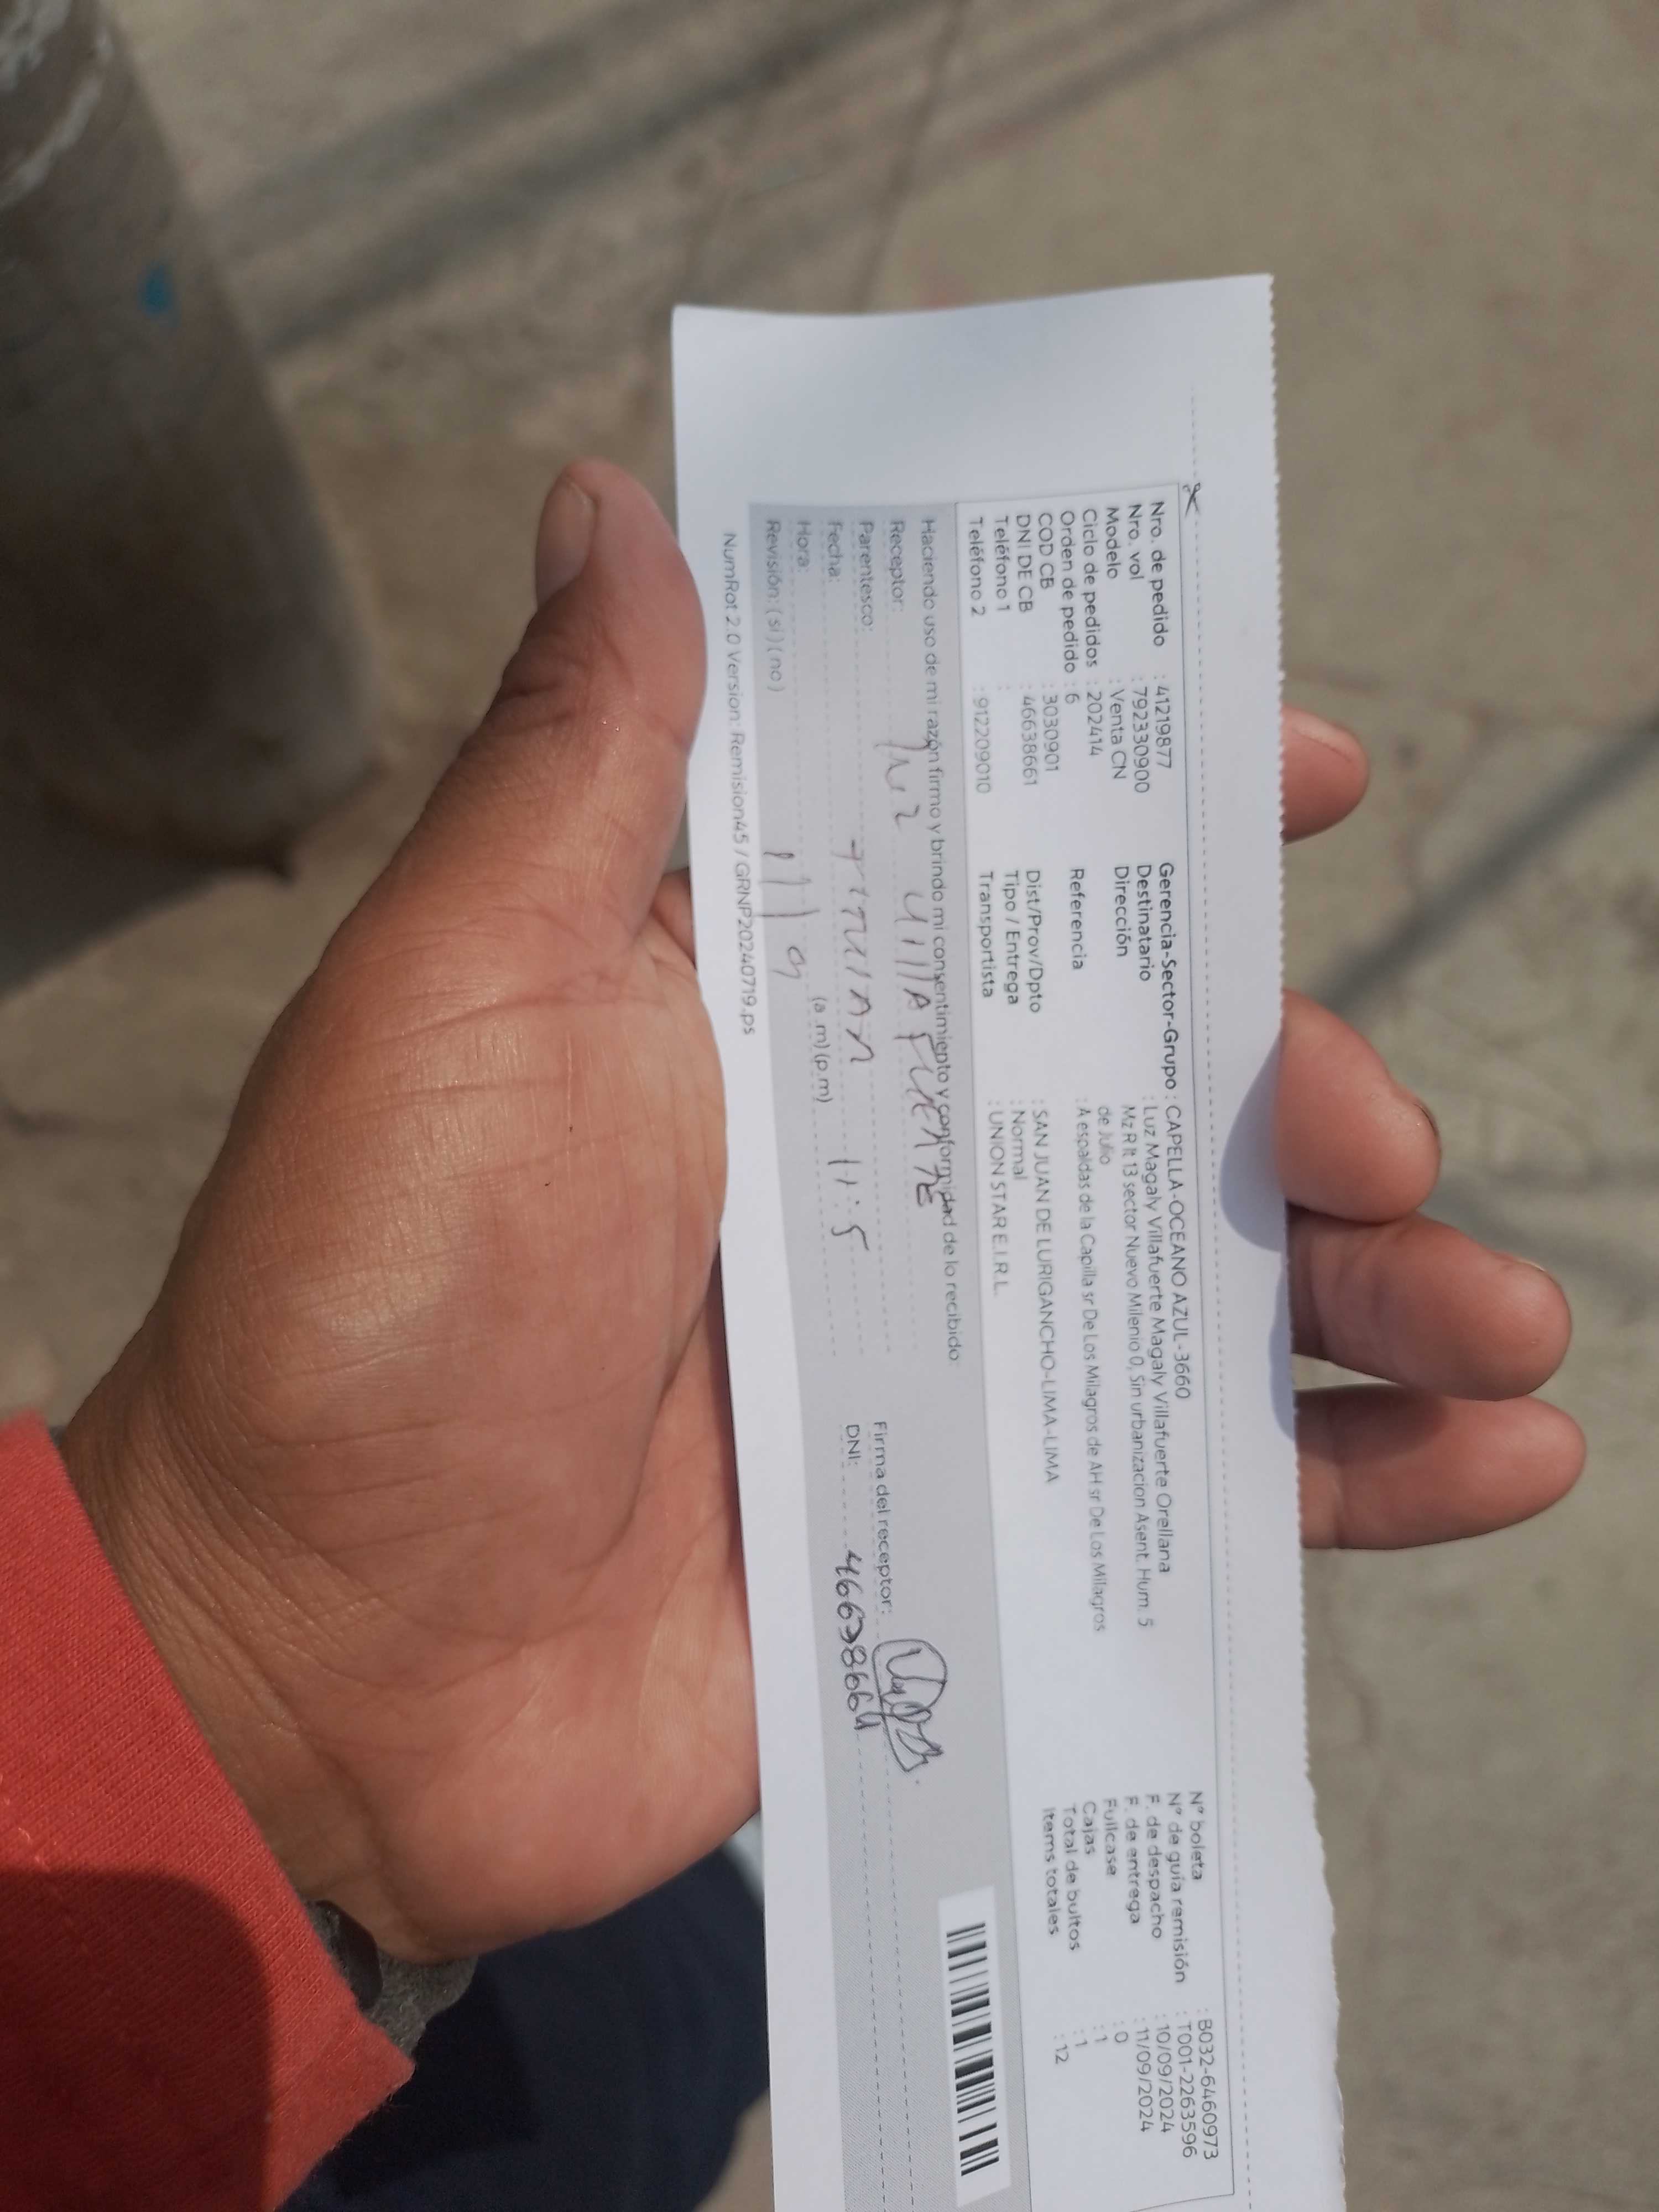 Nro. de pedido : 41219877
Nro. vol : 792330900
Modelo : Venta CN
Ciclo de pedidos : 202414
Orden de pedido : 6
COD CB : 3030901
DNI DE CB : 46638661
Teléfono 1 :
Teléfono 2 : 912209010
Gerencia-Sector-Grupo : CAPELLA-OCEANO AZUL-3660
Destinatario : Luz Magaly Villafuerte Magaly Villafuerte Orellana
Dirección : Mz R lt 13 sector Nuevo Milenio 0, Sin urbanizacion Asent. Hum. 5
de Julio
Referencia : A espaldas de la Capilla sr De Los Milagros de AH sr De Los Milagros
Dist/Prov/Dpto : SAN JUAN DE LURIGANCHO-LIMA-LIMA
Tipo / Entrega : Normal
Transportista : UNION STAR E.I.R.L.
N° boleta : B032-6460973
N° de guía remisión : T001-2263596
F. de despacho : 10/09/2024
F. de entrega : 11/09/2024
Fullcase : 0
Cajas : 1
Total de bultos : 1
Items totales : 12
Haciendo uso de mi razón firmo y brindo mi consentimiento y conformidad de lo recibido:
Receptor:
Parentesco:
Fecha: 11:5
Hora: 11/9 (a.m) (p.m)
Revisión: (si) (no)
Firma del receptor:
DNI: 46638661
NumRot 2.0 Version: Remision45 / GRNP20240719.ps